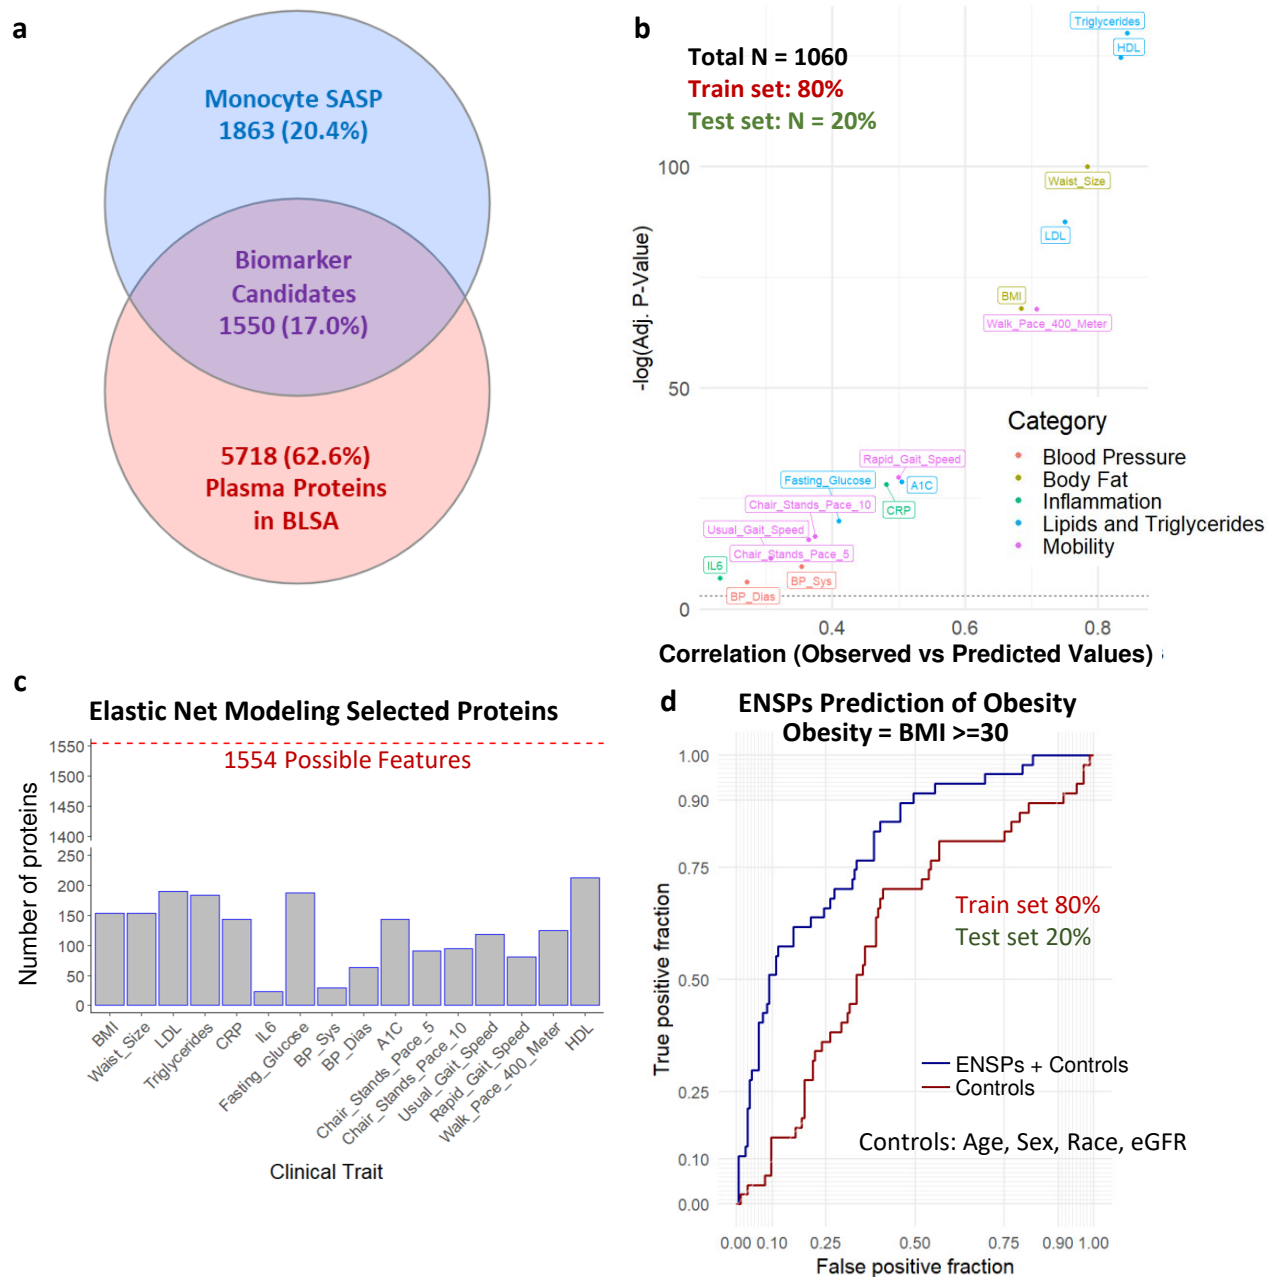 a
Monocyte SASP
1863 (20.4%)
Biomarker
Candidates
1550 (17.0%)
5718 (62.6%)
Plasma Proteins
in BLSA
b
Total N = 1060
Train set: 80%
Test set: N = 20%
-log(Adj. P-Value)
100
50
0
Triglycerides
HDL
Waist_Size
LDL
BMI
Walk_Pace_400_Meter
Rapid_Gait_Speed
Fasting_Glucose
A1C
Chair_Stands_Pace_10
CRP
Usual_Gait_Speed
Chair_Stands_Pace_5
IL6
BP_Sys
BP_Dias
Category
Blood Pressure
Body Fat
Inflammation
Lipids and Triglycerides
Mobility
0.4
0.6
0.8
Correlation (Observed vs Predicted Values)
c
Elastic Net Modeling Selected Proteins
1554 Possible Features
Number of proteins
1550
1500
1450
1400
250
200
150
100
50
0
BMI
Waist_Size
LDL
Triglycerides
CRP
IL6
Fasting_Glucose
BP_Sys
BP_Dias
A1C
Chair_Stands_Pace_5
Chair_Stands_Pace_10
Usual_Gait_Speed
Rapid_Gait_Speed
Walk_Pace_400_Meter
HDL
Clinical Trait
d
ENSPs Prediction of Obesity
Obesity = BMI >=30
True positive fraction
1.00
0.90
0.75
0.50
0.25
0.10
0.00
Train set 80%
Test set 20%
ENSPs + Controls
Controls
Controls: Age, Sex, Race, eGFR
0.00
0.10
0.25
0.50
0.75
0.90
1.00
False positive fraction